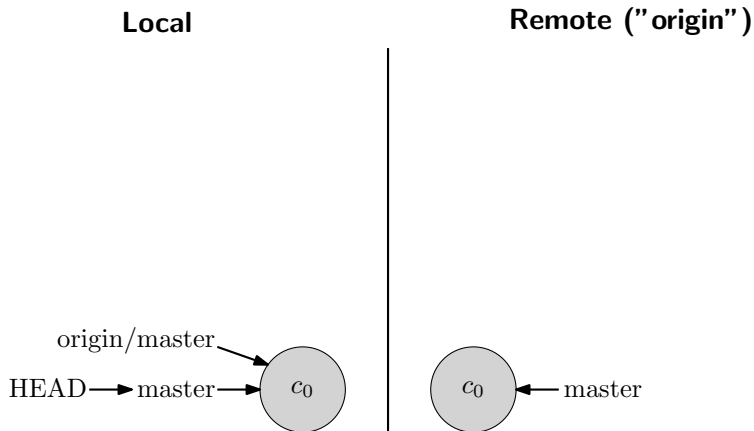 Local
Remote ("origin")
origin/master
HEAD master c0
c0 master